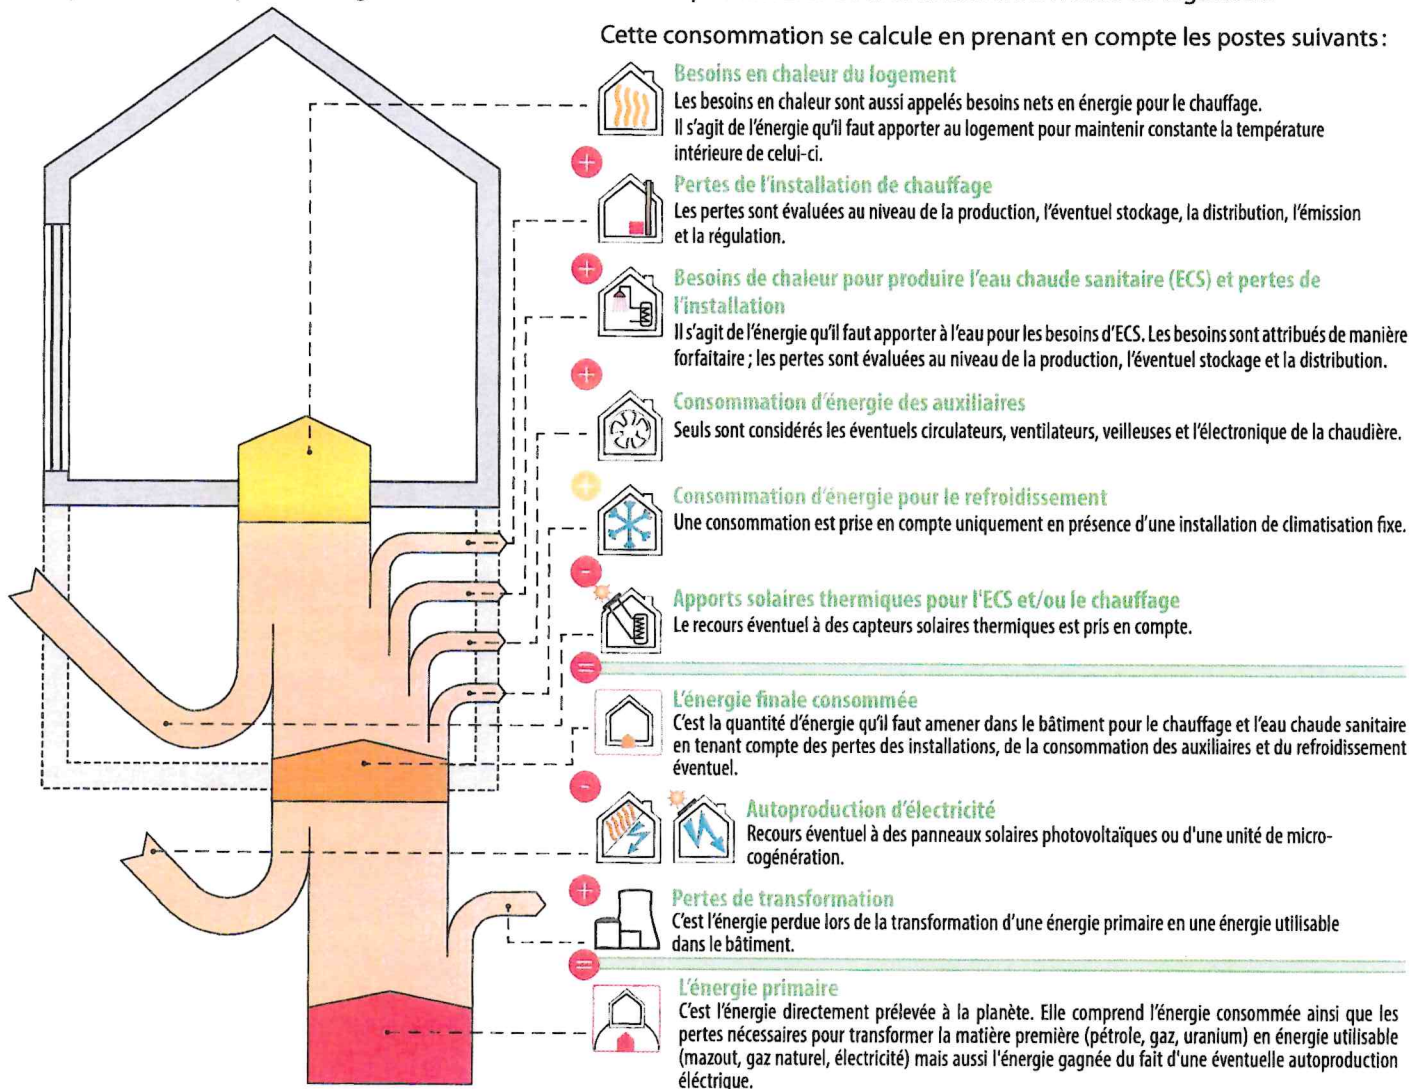 Cette consommation se calcule en prenant en compte les postes suivants :
Besoins en chaleur du logement
Les besoins en chaleur sont aussi appelés besoins nets en énergie pour le chauffage.
Il s'agit de l'énergie qu'il faut apporter au logement pour maintenir constante la température
intérieure de celui-ci.
+
Pertes de l'installation de chauffage
Les pertes sont évaluées au niveau de la production, l'éventuel stockage, la distribution, l'émission
et la régulation.
+
Besoins de chaleur pour produire l'eau chaude sanitaire (ECS) et pertes de
l'installation
Il s'agit de l'énergie qu'il faut apporter à l'eau pour les besoins d'ECS. Les besoins sont attribués de manière
forfaitaire ; les pertes sont évaluées au niveau de la production, l'éventuel stockage et la distribution.
+
Consommation d'énergie des auxiliaires
Seuls sont considérés les éventuels circulateurs, ventilateurs, veilleuses et l'électronique de la chaudière.
+
Consommation d'énergie pour le refroidissement
Une consommation est prise en compte uniquement en présence d'une installation de climatisation fixe.
-
Apports solaires thermiques pour l'ECS et/ou le chauffage
Le recours éventuel à des capteurs solaires thermiques est pris en compte.
=
L'énergie finale consommée
C'est la quantité d'énergie qu'il faut amener dans le bâtiment pour le chauffage et l'eau chaude sanitaire
en tenant compte des pertes des installations, de la consommation des auxiliaires et du refroidissement
éventuel.
-
Autoproduction d'électricité
Recours éventuel à des panneaux solaires photovoltaïques ou d'une unité de micro-
cogénération.
+
Pertes de transformation
C'est l'énergie perdue lors de la transformation d'une énergie primaire en une énergie utilisable
dans le bâtiment.
=
L'énergie primaire
C'est l'énergie directement prélevée à la planète. Elle comprend l'énergie consommée ainsi que les
pertes nécessaires pour transformer la matière première (pétrole, gaz, uranium) en énergie utilisable
(mazout, gaz naturel, électricité) mais aussi l'énergie gagnée du fait d'une éventuelle autoproduction
éléctrique.